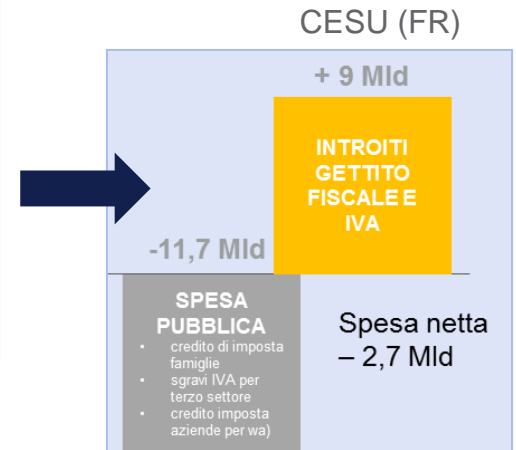 CESU (FR)
+ 9 Mld
INTROITI
GETTITO
FISCALE E
IVA
-11,7 Mld
SPESA
PUBBLICA
• credito di imposta
famiglie
• sgravi IVA per
terzo settore
• credito imposta
aziende per wa)
Spesa netta
– 2,7 Mld